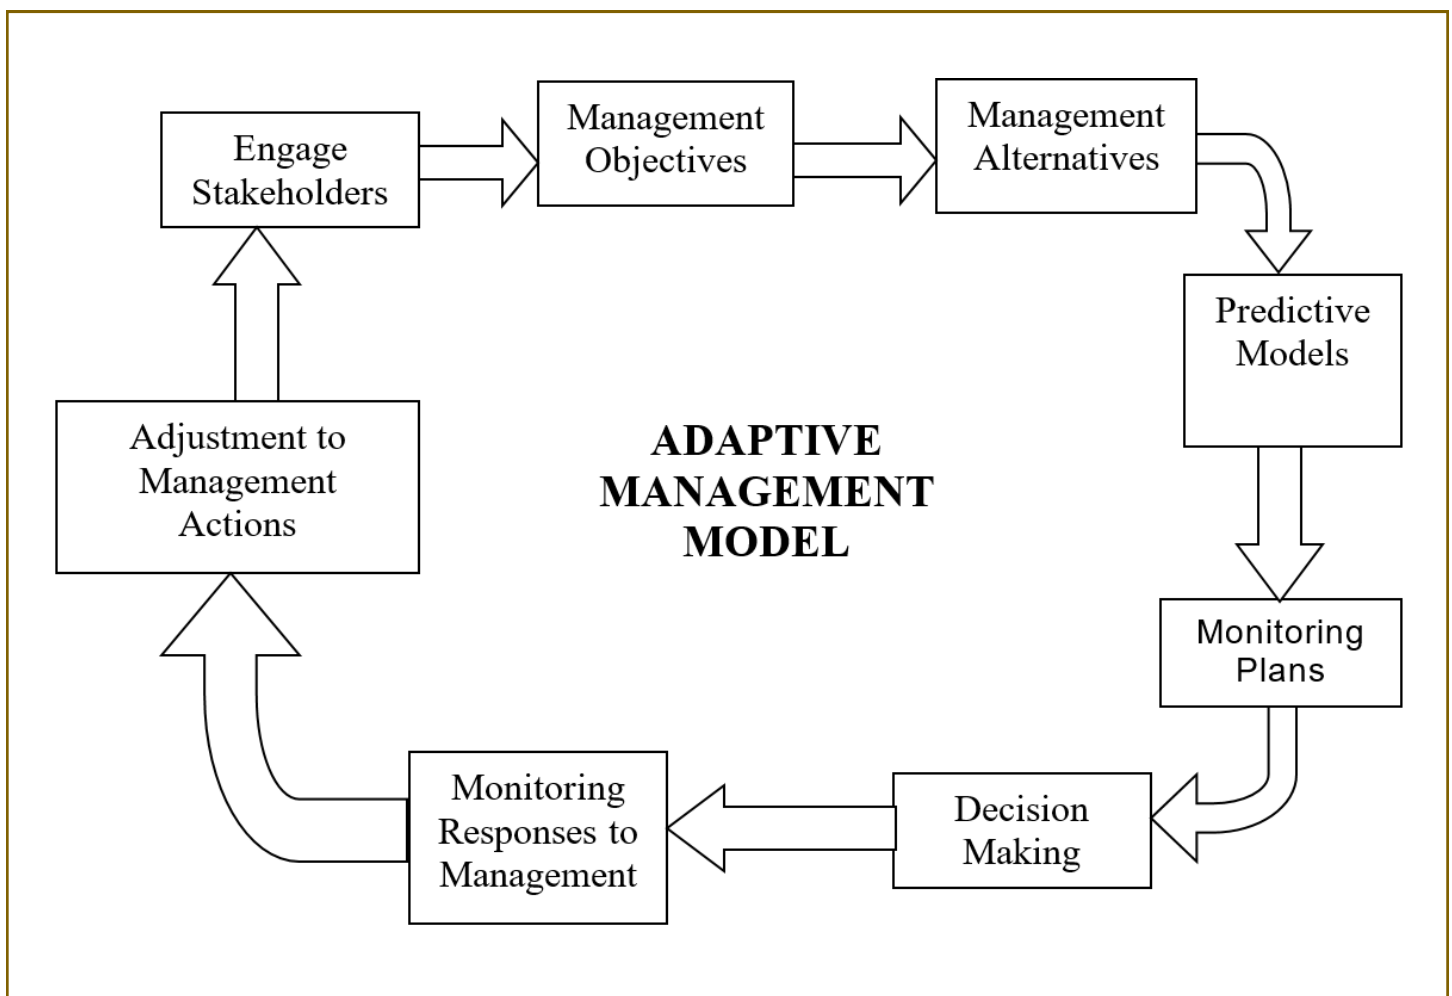 Engage
Stakeholders
Management
Objectives
Management
Alternatives
Predictive
Models
Monitoring
Plans
Decision
Making
Monitoring
Responses to
Management
Adjustment to
Management
Actions
ADAPTIVE
MANAGEMENT
MODEL